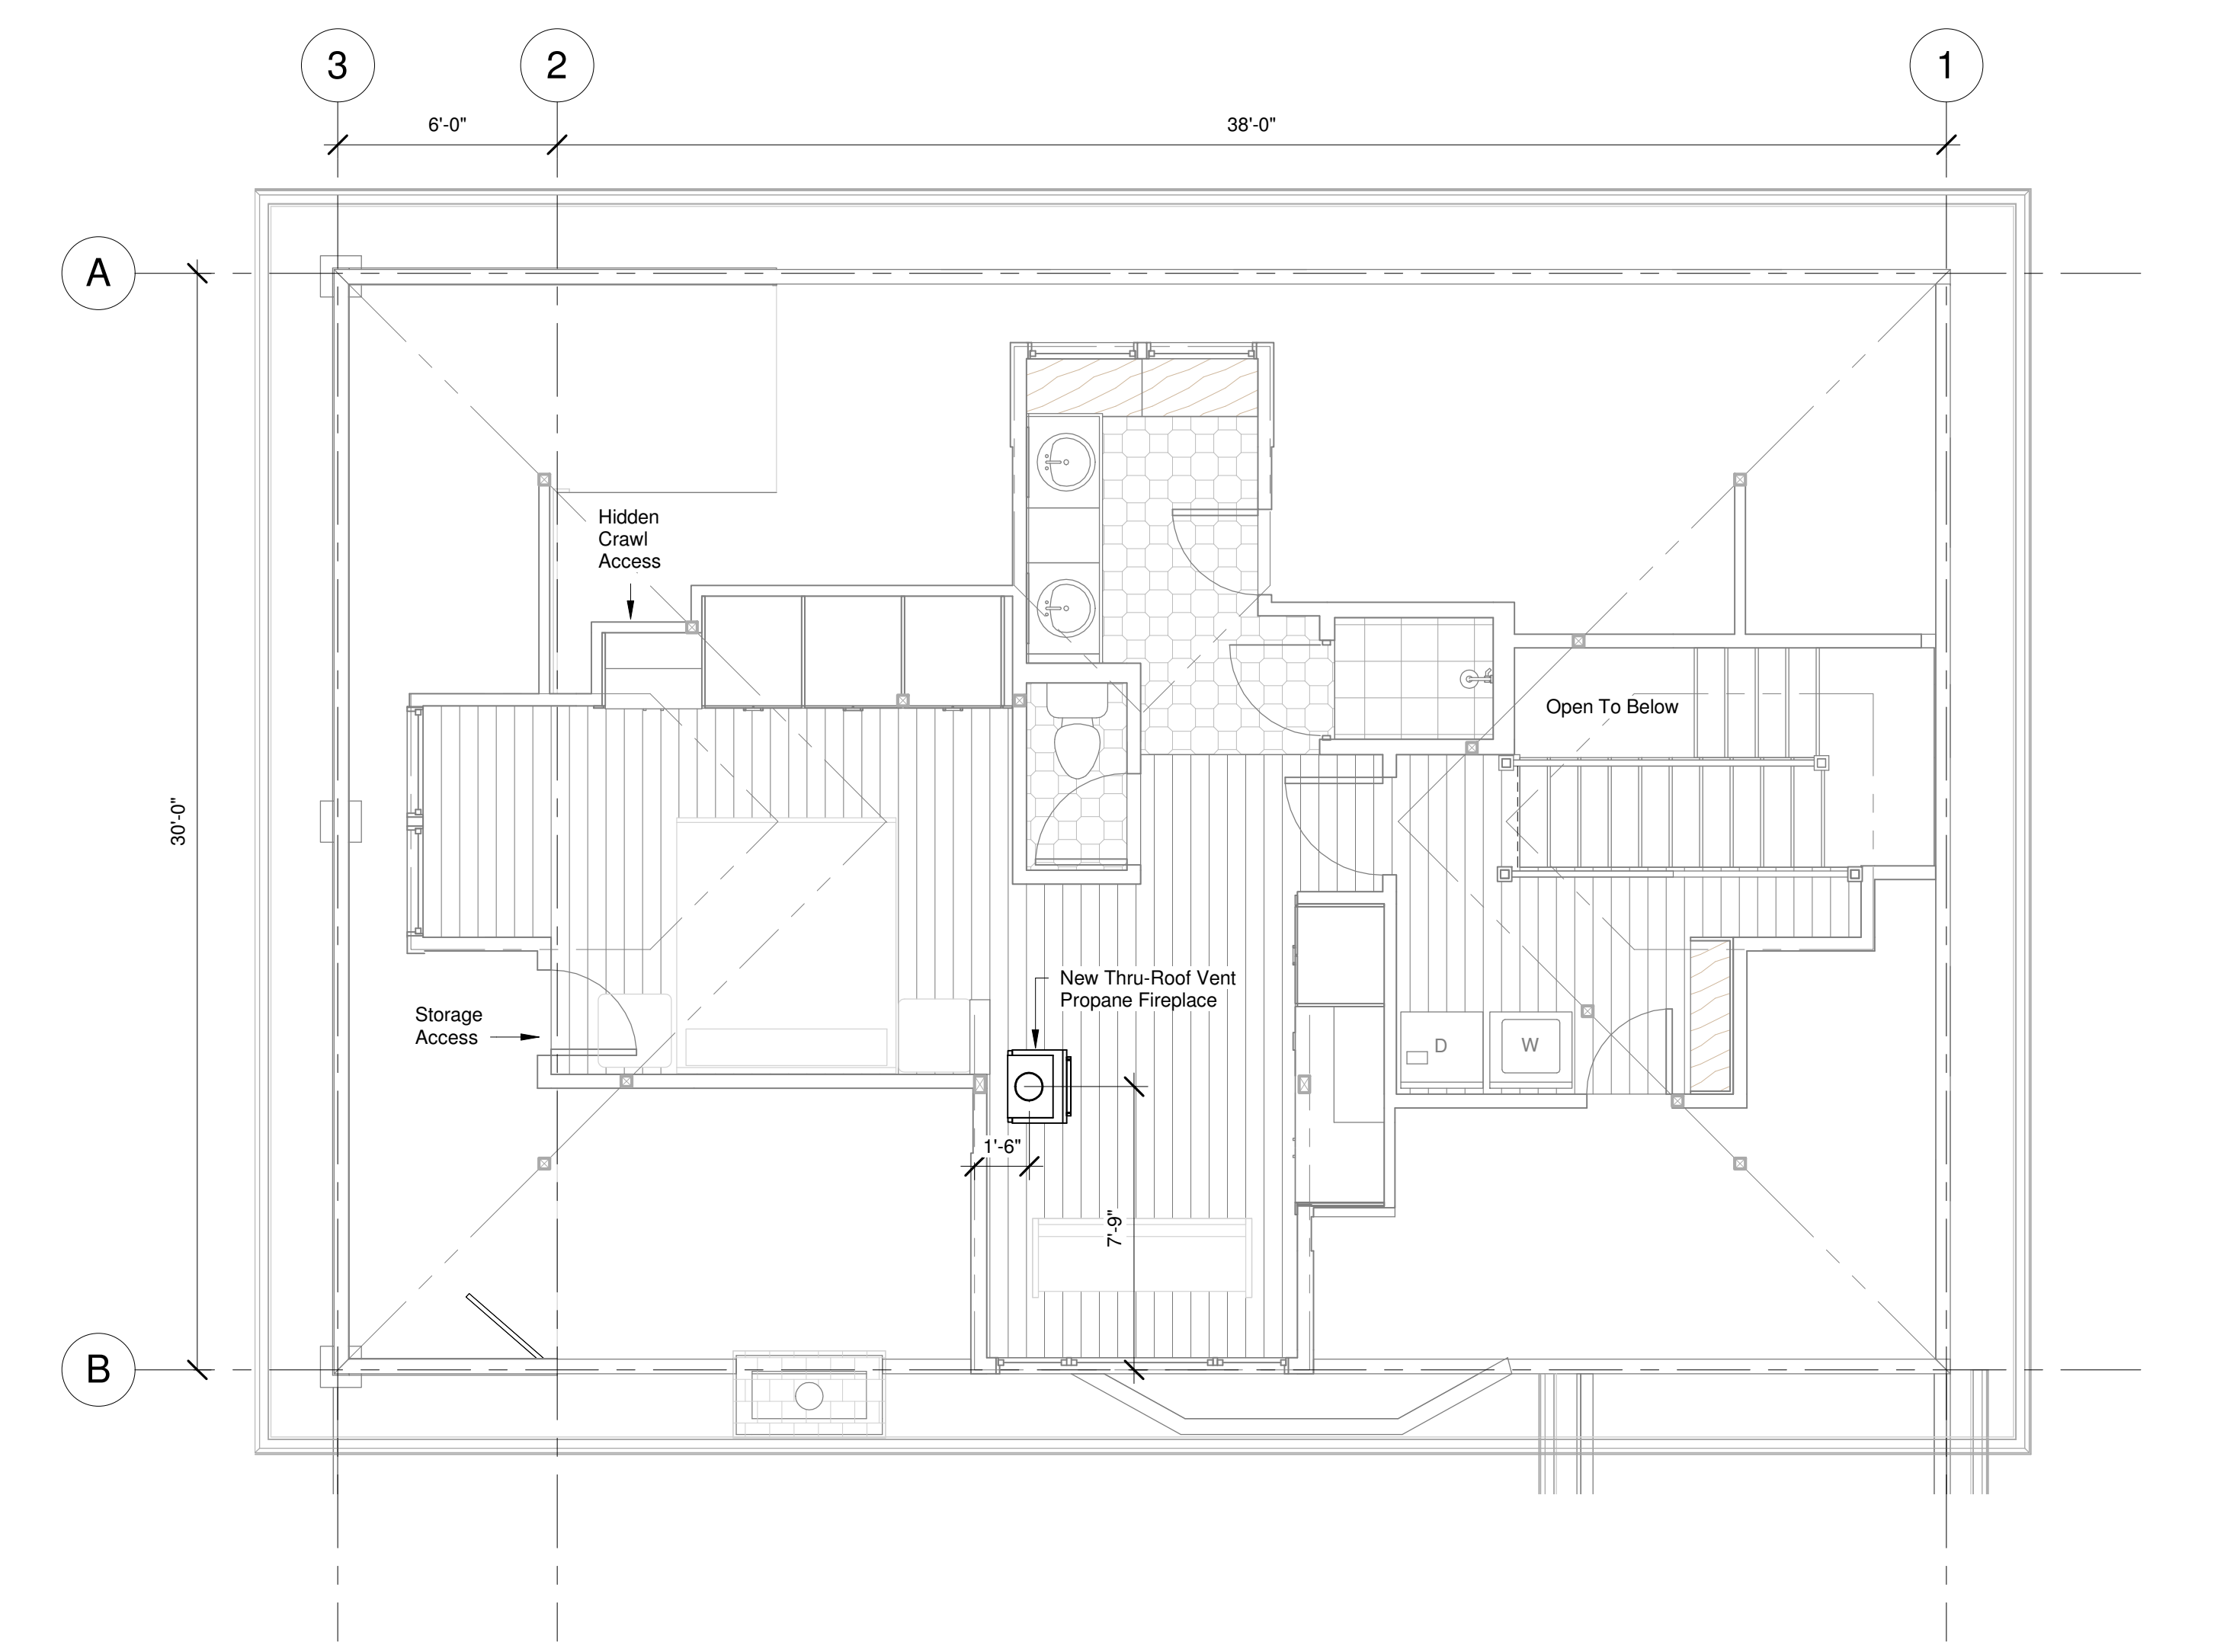 3
2
1
6'-0"
38'-0"
A
Hidden
Crawl
Access
Open To Below
30'-0"
New Thru-Roof Vent
Propane Fireplace
Storage
Access
D
W
1'-6"
7'-9"
B